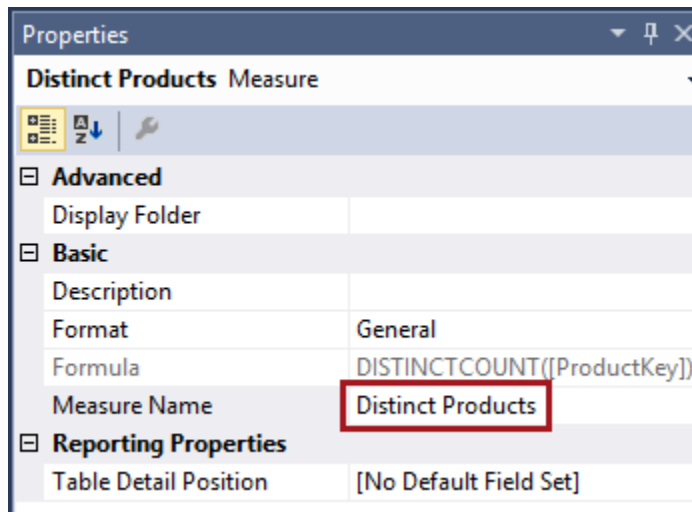 Properties
Distinct Products Measure
Advanced
Display Folder
Basic
Description
Format General
Formula DISTINCTCOUNT([ProductKey])
Measure Name Distinct Products
Reporting Properties
Table Detail Position [No Default Field Set]